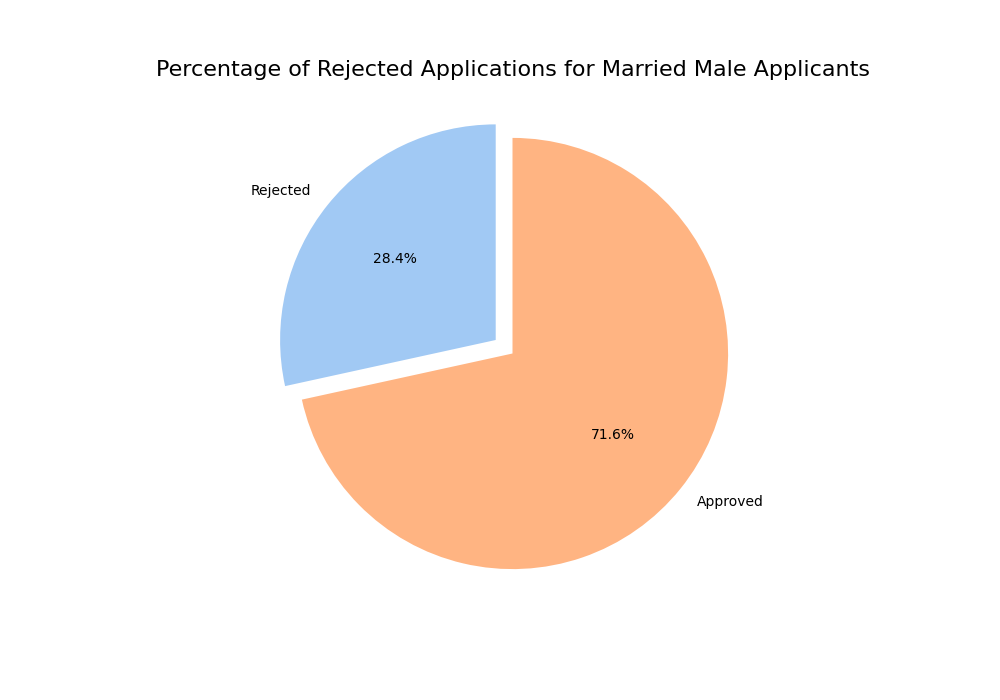 Percentage of Rejected Applications for Married Male Applicants
Rejected
28.4%
71.6%
Approved